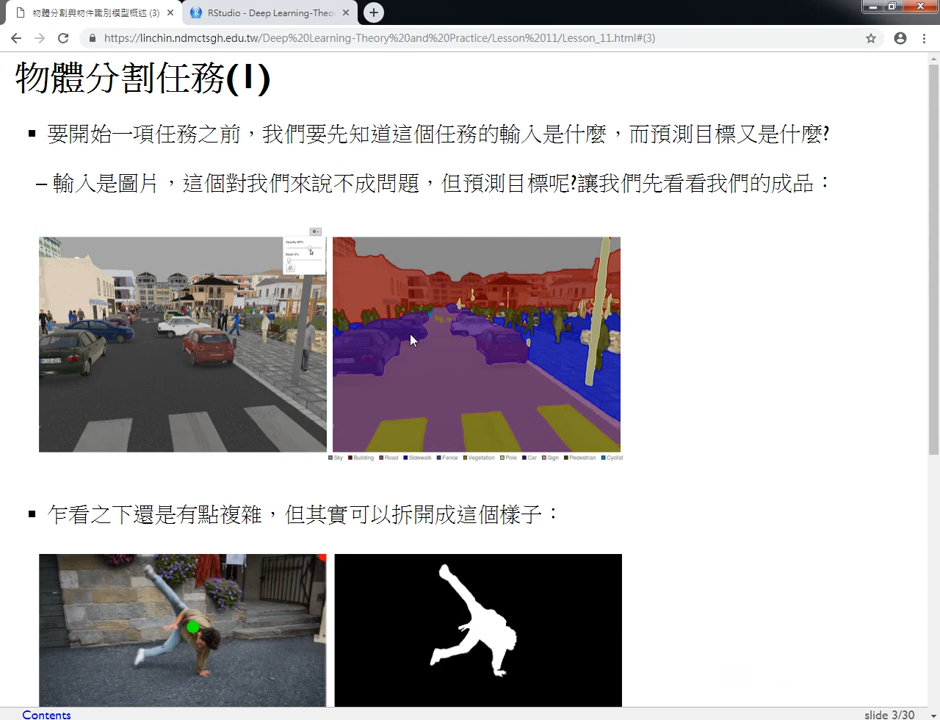 物體分割與物件識別模型概述 (3)
RStudio - Deep Learning-Theo
https://linchin.ndmctsgh.edu.tw/Deep%20Learning-Theory%20and%20Practice/Lesson%2011/Lesson_11.html#(3)
物體分割任務(1)
要開始一項任務之前，我們要先知道這個任務的輸入是什麼，而預測目標又是什麼?
– 輸入是圖片，這個對我們來說不成問題，但預測目標呢?讓我們先看看我們的成品：
Sky Building Road Sidewalk Fence Vegetation Pole Car Sign Pedestrian Cyclist
乍看之下還是有點複雜，但其實可以拆開成這個樣子：
Contents
slide 3/30